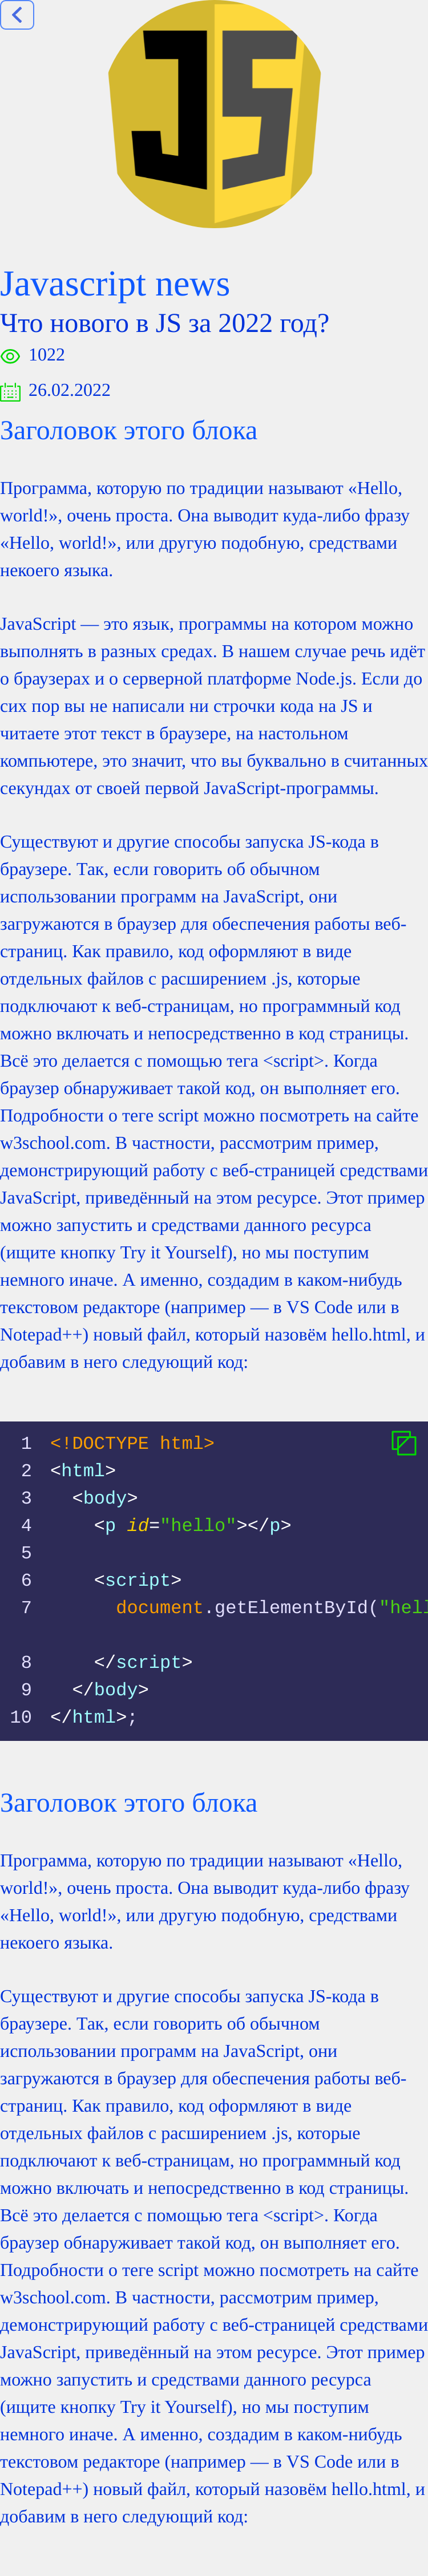 JS
Javascript news
Что нового в JS за 2022 год?
1022
26.02.2022
Заголовок этого блока
Программа, которую по традиции называют «Hello,
world!», очень проста. Она выводит куда-либо фразу
«Hello, world!», или другую подобную, средствами
некоего языка.
JavaScript — это язык, программы на котором можно
выполнять в разных средах. В нашем случае речь идёт
о браузерах и о серверной платформе Node.js. Если до
сих пор вы не написали ни строчки кода на JS и
читаете этот текст в браузере, на настольном
компьютере, это значит, что вы буквально в считанных
секундах от своей первой JavaScript-программы.
Существуют и другие способы запуска JS-кода в
браузере. Так, если говорить об обычном
использовании программ на JavaScript, они
загружаются в браузер для обеспечения работы веб-
страниц. Как правило, код оформляют в виде
отдельных файлов с расширением .js, которые
подключают к веб-страницам, но программный код
можно включать и непосредственно в код страницы.
Всё это делается с помощью тега <script>. Когда
браузер обнаруживает такой код, он выполняет его.
Подробности о теге script можно посмотреть на сайте
w3school.com. В частности, рассмотрим пример,
демонстрирующий работу с веб-страницей средствами
JavaScript, приведённый на этом ресурсе. Этот пример
можно запустить и средствами данного ресурса
(ищите кнопку Try it Yourself), но мы поступим
немного иначе. А именно, создадим в каком-нибудь
текстовом редакторе (например — в VS Code или в
Notepad++) новый файл, который назовём hello.html, и
добавим в него следующий код:
1 <!DOCTYPE html>
2 <html>
3   <body>
4     <p id="hello"></p>
5
6     <script>
7       document.getElementById("hell
8     </script>
9   </body>
10 </html>;
Заголовок этого блока
Программа, которую по традиции называют «Hello,
world!», очень проста. Она выводит куда-либо фразу
«Hello, world!», или другую подобную, средствами
некоего языка.
Существуют и другие способы запуска JS-кода в
браузере. Так, если говорить об обычном
использовании программ на JavaScript, они
загружаются в браузер для обеспечения работы веб-
страниц. Как правило, код оформляют в виде
отдельных файлов с расширением .js, которые
подключают к веб-страницам, но программный код
можно включать и непосредственно в код страницы.
Всё это делается с помощью тега <script>. Когда
браузер обнаруживает такой код, он выполняет его.
Подробности о теге script можно посмотреть на сайте
w3school.com. В частности, рассмотрим пример,
демонстрирующий работу с веб-страницей средствами
JavaScript, приведённый на этом ресурсе. Этот пример
можно запустить и средствами данного ресурса
(ищите кнопку Try it Yourself), но мы поступим
немного иначе. А именно, создадим в каком-нибудь
текстовом редакторе (например — в VS Code или в
Notepad++) новый файл, который назовём hello.html, и
добавим в него следующий код: